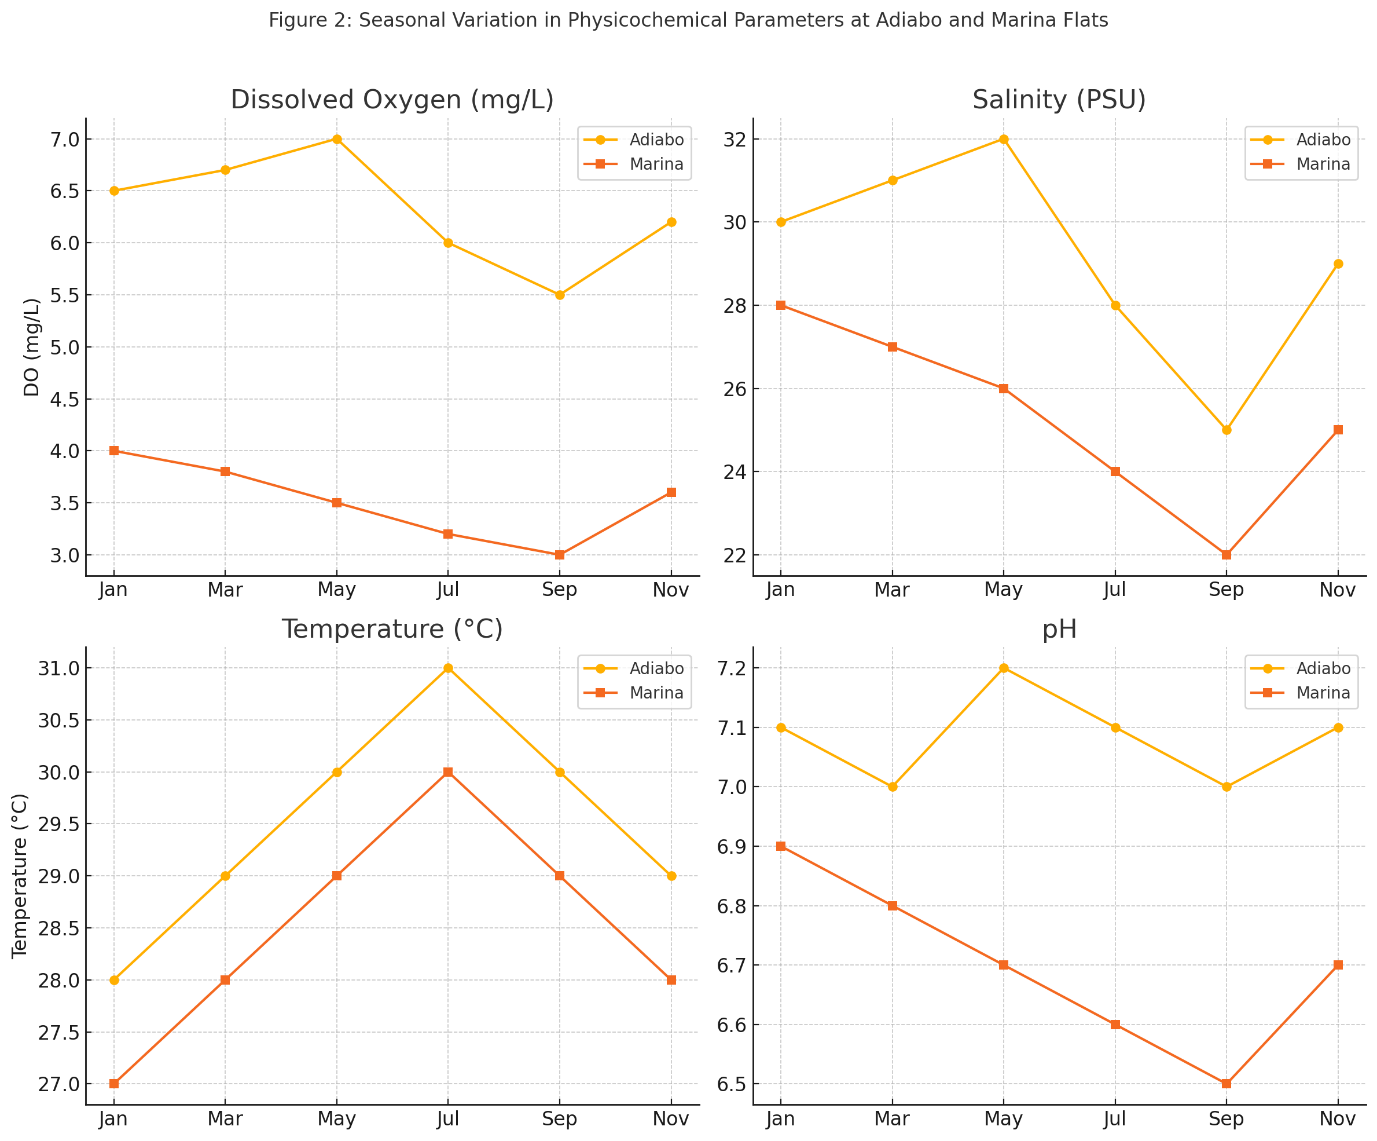 Figure 2: Seasonal Variation in Physicochemical Parameters at Adiabo and Marina Flats
Dissolved Oxygen (mg/L)
DO (mg/L)
7.0
6.5
6.0
5.5
5.0
4.5
4.0
3.5
3.0
Adiabo
Marina
Jan Mar May Jul Sep Nov
Salinity (PSU)
32
30
28
26
24
22
Adiabo
Marina
Jan Mar May Jul Sep Nov
Temperature (°C)
Temperature (°C)
31.0
30.5
30.0
29.5
29.0
28.5
28.0
27.5
27.0
Adiabo
Marina
Jan Mar May Jul Sep Nov
pH
7.2
7.1
7.0
6.9
6.8
6.7
6.6
6.5
Adiabo
Marina
Jan Mar May Jul Sep Nov